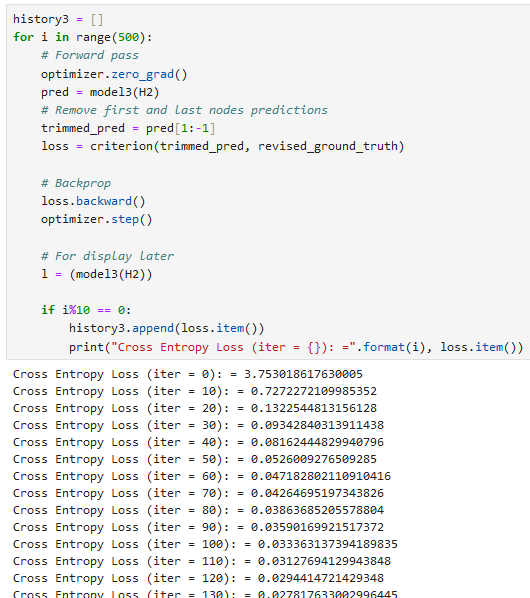 history3 = []
for i in range(500):
    # Forward pass
    optimizer.zero_grad()
    pred = model3(H2)
    # Remove first and last nodes predictions
    trimmed_pred = pred[1:-1]
    loss = criterion(trimmed_pred, revised_ground_truth)

    # Backprop
    loss.backward()
    optimizer.step()

    # For display later
    l = (model3(H2))

    if i%10 == 0:
        history3.append(loss.item())
        print("Cross Entropy Loss (iter = {}): =".format(i), loss.item())
Cross Entropy Loss (iter = 0): = 3.753018617630005
Cross Entropy Loss (iter = 10): = 0.7272272109985352
Cross Entropy Loss (iter = 20): = 0.1322544813156128
Cross Entropy Loss (iter = 30): = 0.09342840313911438
Cross Entropy Loss (iter = 40): = 0.08162444829940796
Cross Entropy Loss (iter = 50): = 0.0526009276509285
Cross Entropy Loss (iter = 60): = 0.047182802110910416
Cross Entropy Loss (iter = 70): = 0.04264695197343826
Cross Entropy Loss (iter = 80): = 0.03863685205578804
Cross Entropy Loss (iter = 90): = 0.03590169921517372
Cross Entropy Loss (iter = 100): = 0.033363137394189835
Cross Entropy Loss (iter = 110): = 0.03127694129943848
Cross Entropy Loss (iter = 120): = 0.0294414721429348
Cross Entropy Loss (iter = 130): = 0.027817633002996445